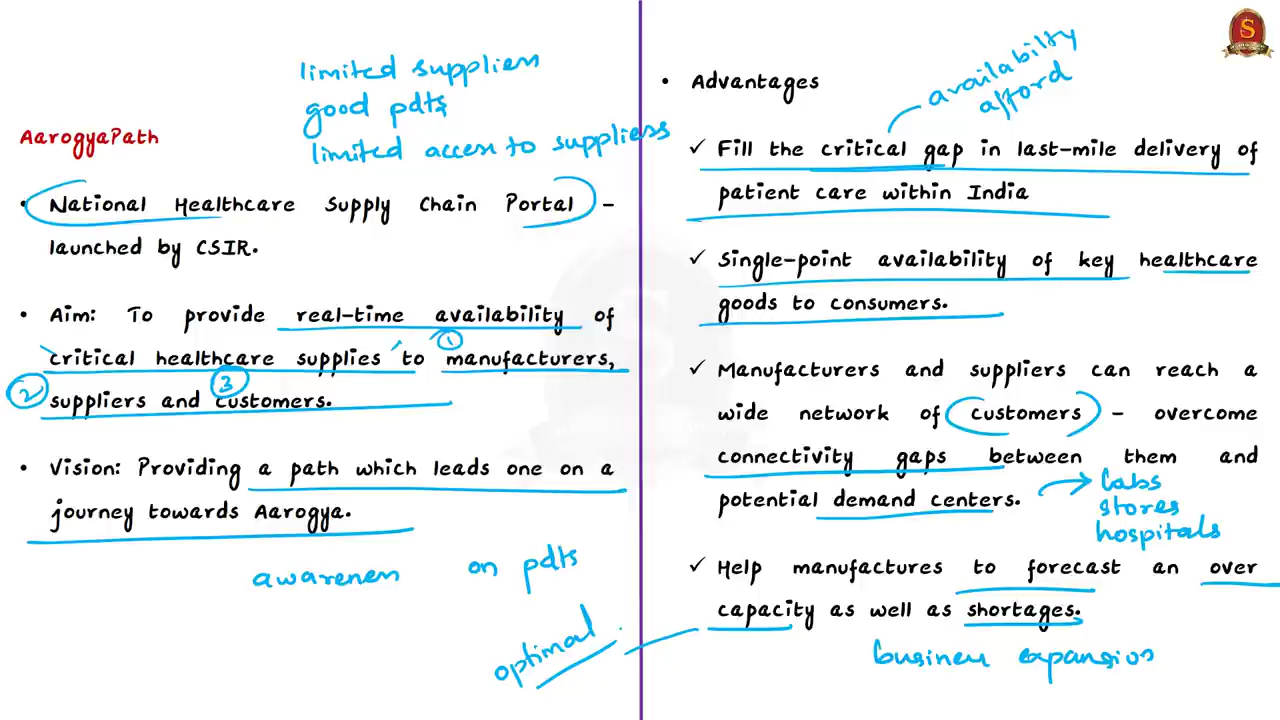 limited suppliers
good pdts
limited access to suppliers
AarogyaPath
• National Healthcare Supply Chain Portal –
launched by CSIR.
• Aim: To provide real-time availability of
critical healthcare supplies to ① manufacturers,
② suppliers and ③ customers.
• Vision: Providing a path which leads one on a
journey towards Aarogya.
awareness on pdts
optimal
• Advantages
availabilty
afford
✓ Fill the critical gap in last-mile delivery of
patient care within India
✓ Single-point availability of key healthcare
goods to consumers.
✓ Manufacturers and suppliers can reach a
wide network of customers – overcome
connectivity gaps between them and
potential demand centers.
labs
stores
hospitals
✓ Help manufactures to forecast an over
capacity as well as shortages.
business expansion
S